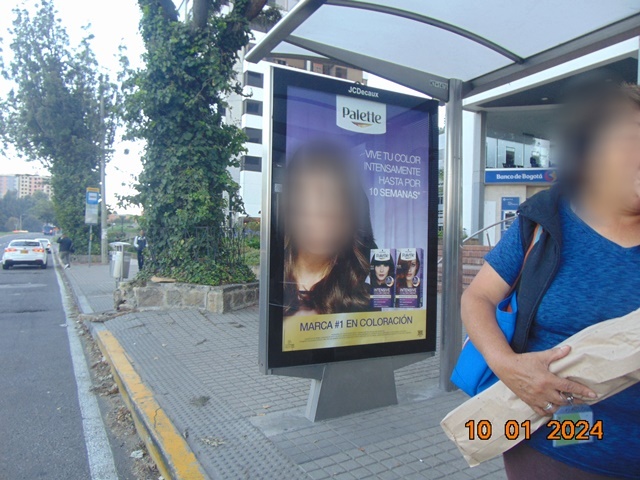 JCDecaux
Palette
VIVE TU COLOR
INTENSAMENTE
HASTA POR
10 SEMANAS*
MARCA #1 EN COLORACIÓN
Banco de Bogotá
10 01 2024